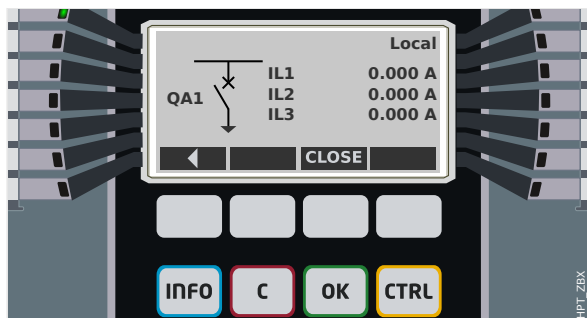 Local
IL1 0.000 A
QA1 IL2 0.000 A
IL3 0.000 A
CLOSE
INFO C OK CTRL
HPT_ZBX